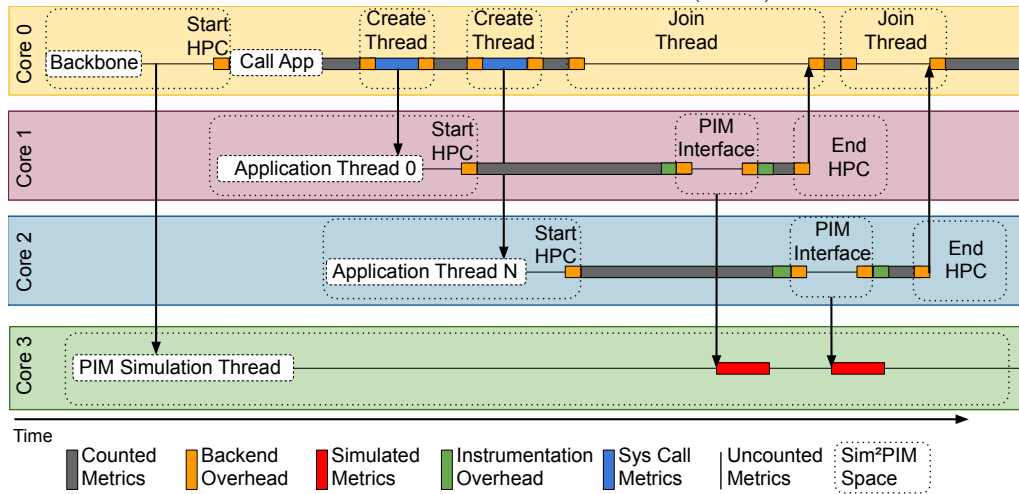 Core 0
Start
HPC
Create
Thread
Create
Thread
Join
Thread
Join
Thread
Backbone
Call App
Core 1
Start
HPC
PIM
Interface
End
HPC
Application Thread 0
Core 2
Start
HPC
PIM
Interface
End
HPC
Application Thread N
Core 3
PIM Simulation Thread
Time
Counted
Metrics
Backend
Overhead
Simulated
Metrics
Instrumentation
Overhead
Sys Call
Metrics
Uncounted
Metrics
Sim²PIM
Space